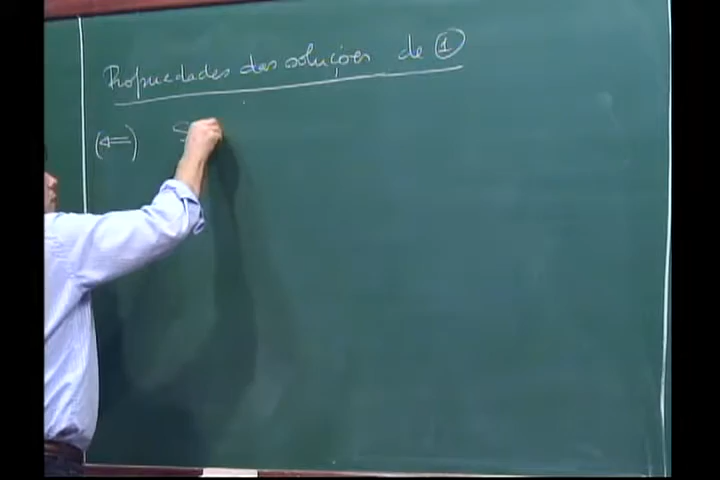 Propriedades das soluções de ①
(⇐) S